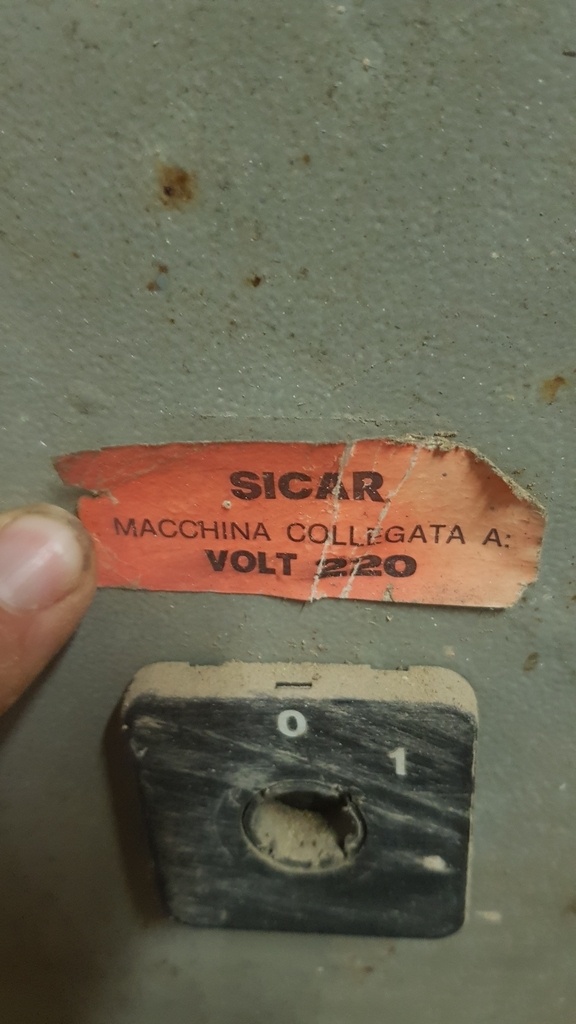 SICAR
MACCHINA COLLEGATA A:
VOLT 220
0
1